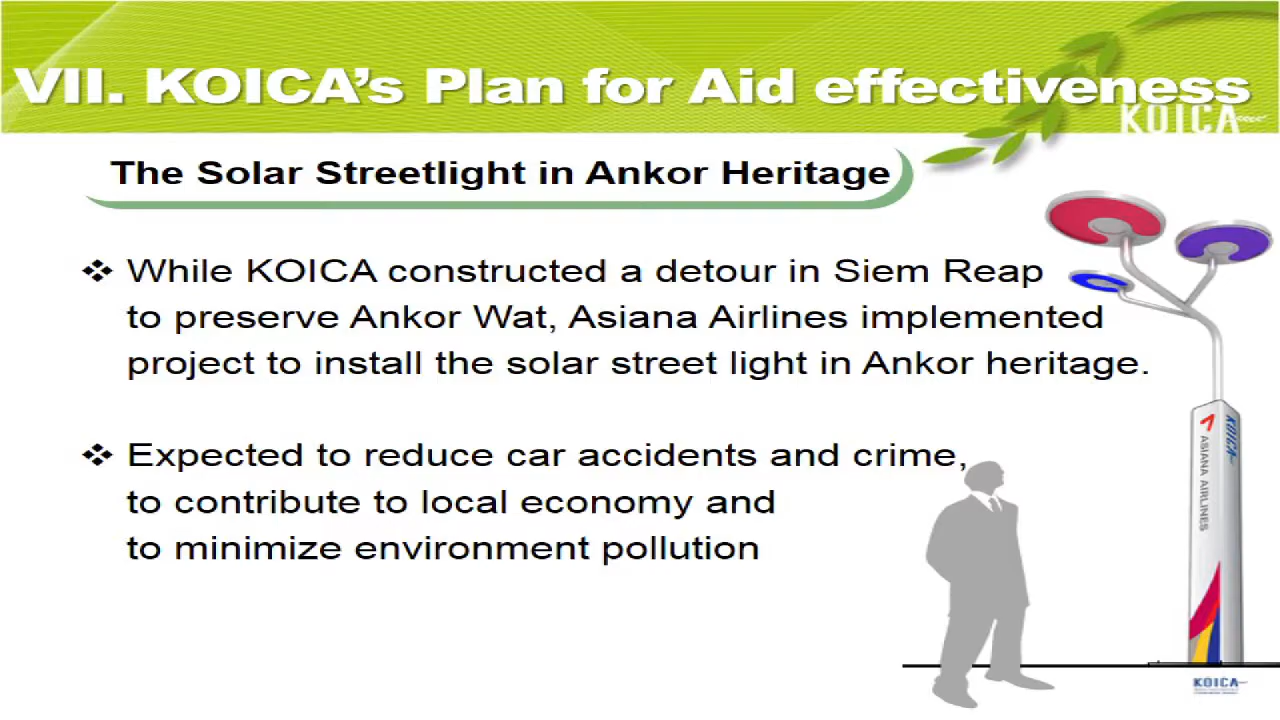 VII. KOICA's Plan for Aid effectiveness
KOICA
The Solar Streetlight in Ankor Heritage
While KOICA constructed a detour in Siem Reap
to preserve Ankor Wat, Asiana Airlines implemented
project to install the solar street light in Ankor heritage.
Expected to reduce car accidents and crime,
to contribute to local economy and
to minimize environment pollution
KOICA
ASIANA AIRLINES
KOICA